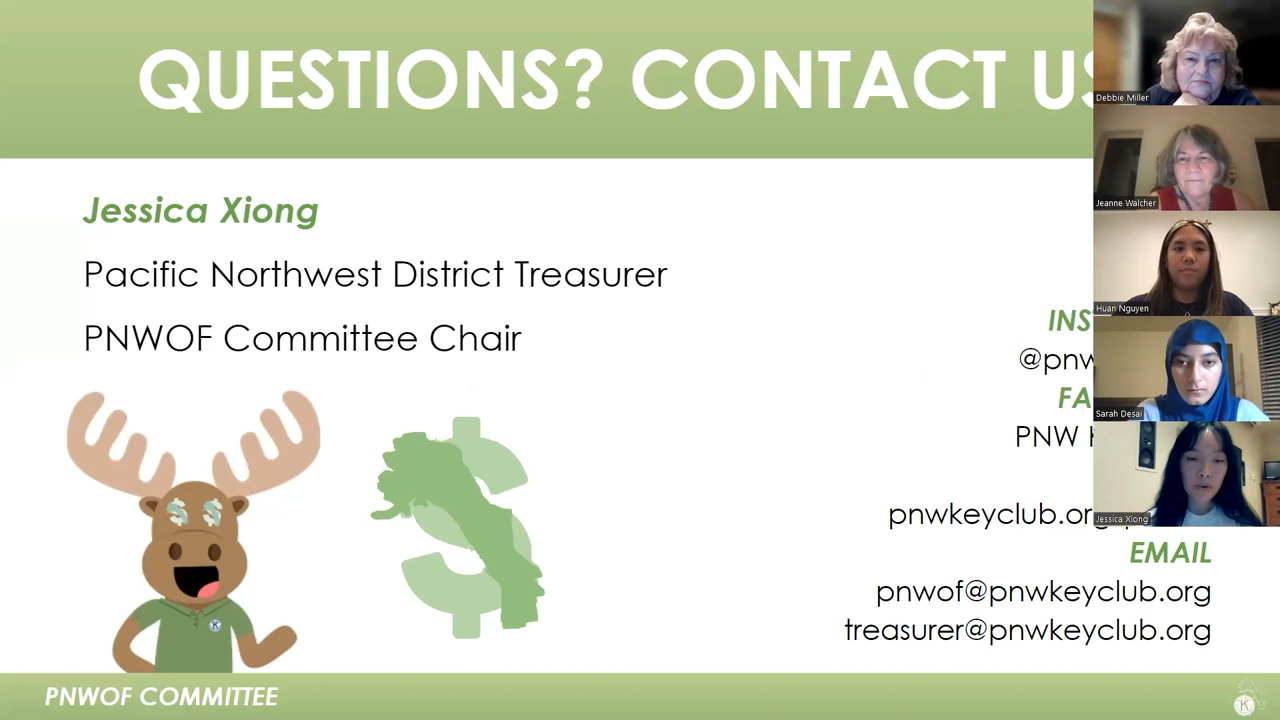 QUESTIONS? CONTACT US
Jessica Xiong
Pacific Northwest District Treasurer
PNWOF Committee Chair
INS
@pnw
FA
PNW
pnwkeyclub.org
EMAIL
pnwof@pnwkeyclub.org
treasurer@pnwkeyclub.org
PNWOF COMMITTEE
$ $
K
K
Debbie Miller
Jeanne Walcher
Huan Nguyen
Sarah Desai
Jessica Xiong